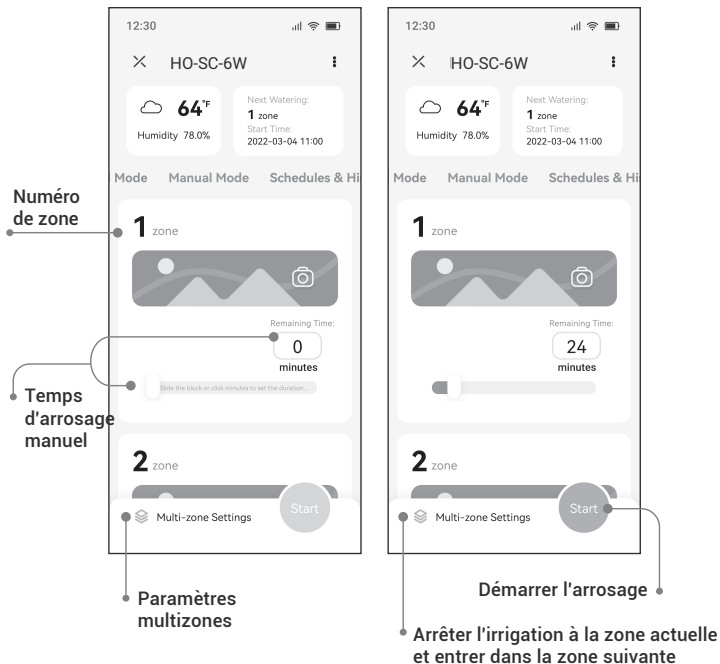 12:30
HO-SC-6W
64°F
Humidity 78.0%
Next Watering:
1 zone
Start Time:
2022-03-04 11:00
Mode Manual Mode Schedules & Hi
1 zone
Remaining Time:
0
minutes
Slide the block or click minutes to set the duration...
2 zone
Multi-zone Settings
Start
12:30
HO-SC-6W
64°F
Humidity 78.0%
Next Watering:
1 zone
Start Time:
2022-03-04 11:00
Mode Manual Mode Schedules & Hi
1 zone
Remaining Time:
24
minutes
2 zone
Multi-zone Settings
Start
Numéro
de zone
Temps
d'arrosage
manuel
Paramètres
multizones
Démarrer l'arrosage
Arrêter l'irrigation à la zone actuelle
et entrer dans la zone suivante